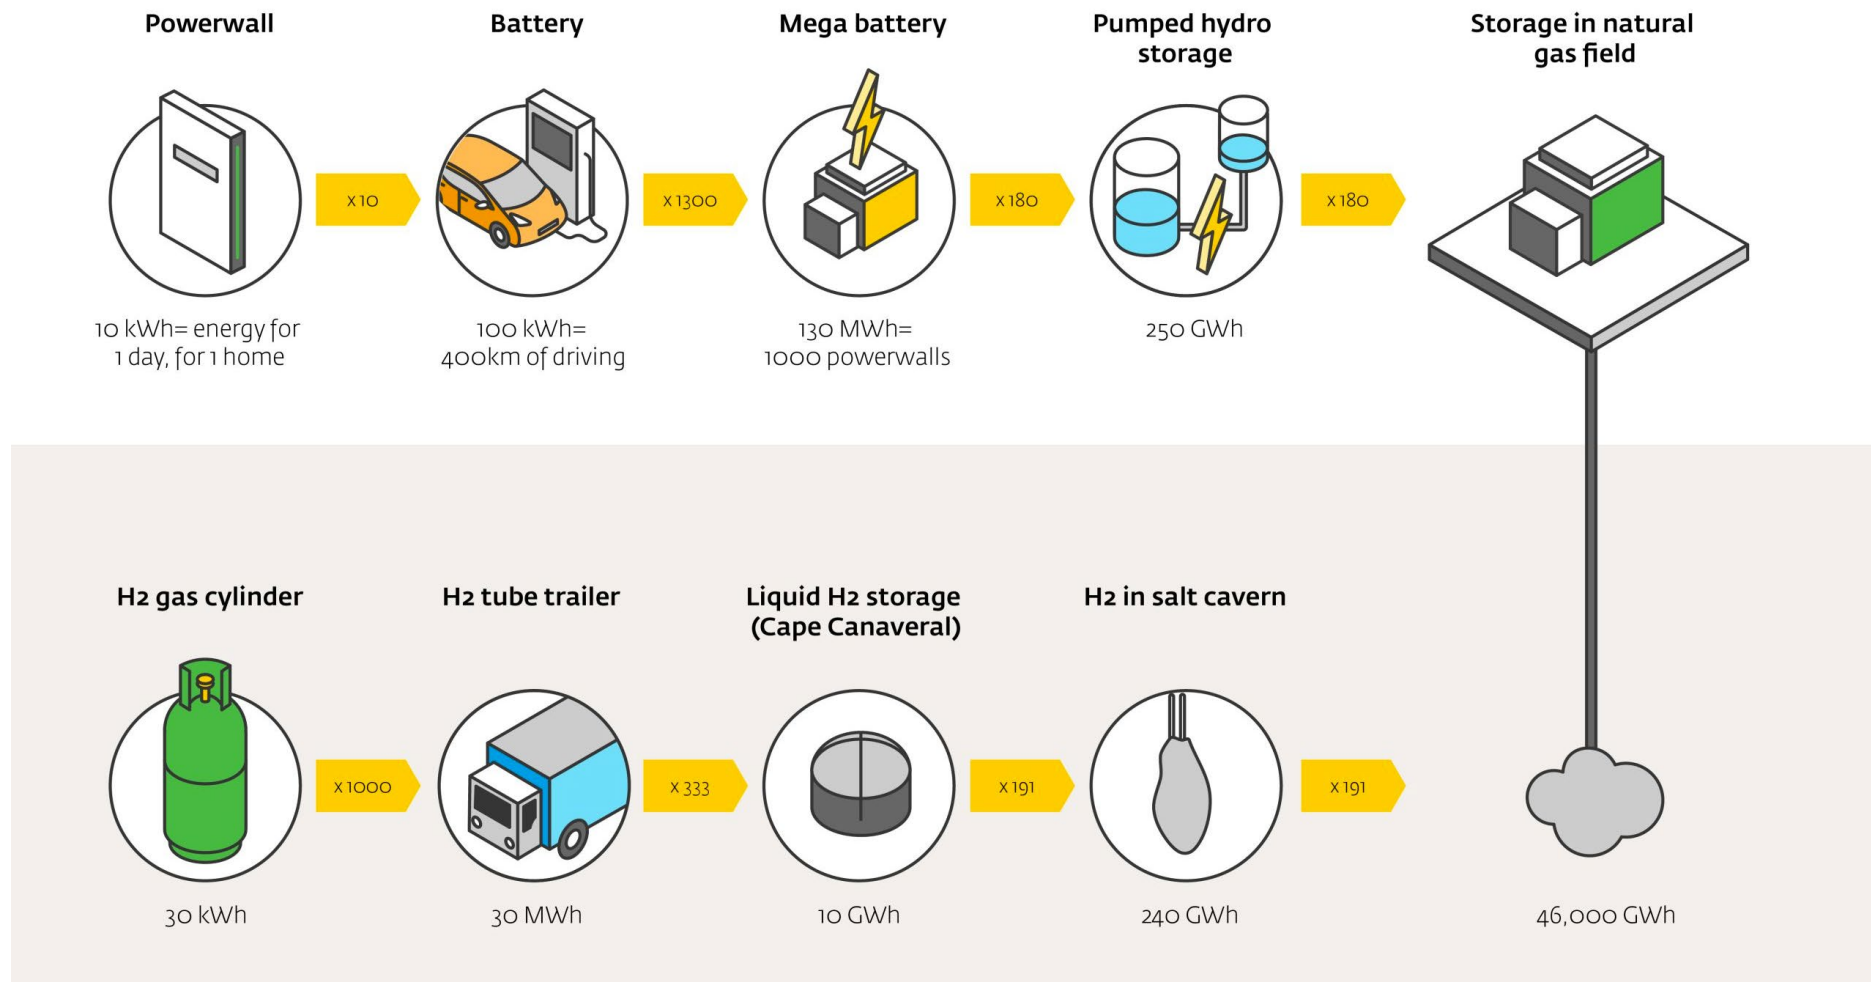 Powerwall
Battery
Mega battery
Pumped hydro
storage
Storage in natural
gas field
x 10
x 1300
x 180
x 180
10 kWh= energy for
1 day, for 1 home
100 kWh=
400km of driving
130 MWh=
1000 powerwalls
250 GWh
H2 gas cylinder
H2 tube trailer
Liquid H2 storage
(Cape Canaveral)
H2 in salt cavern
x 1000
x 333
x 191
x 191
30 kWh
30 MWh
10 GWh
240 GWh
46,000 GWh